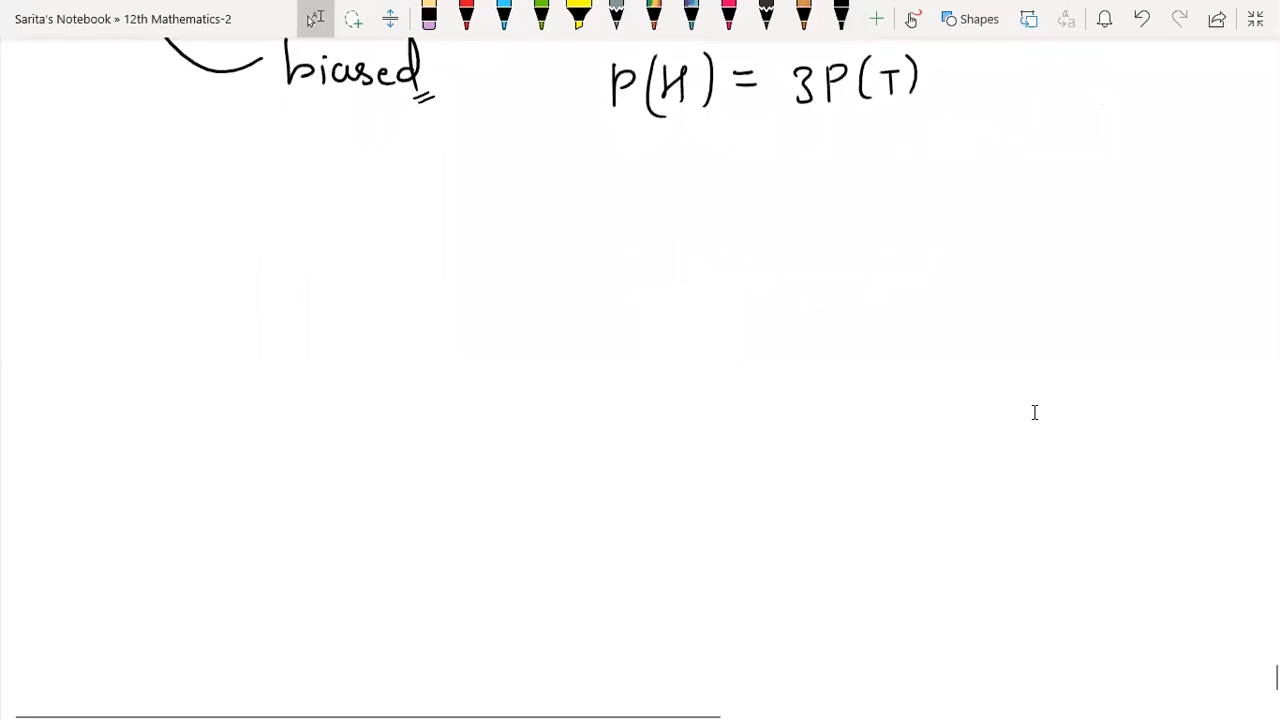 Sarita's Notebook » 12th Mathematics-2 Shapes
biased P(H) = 3P(T)